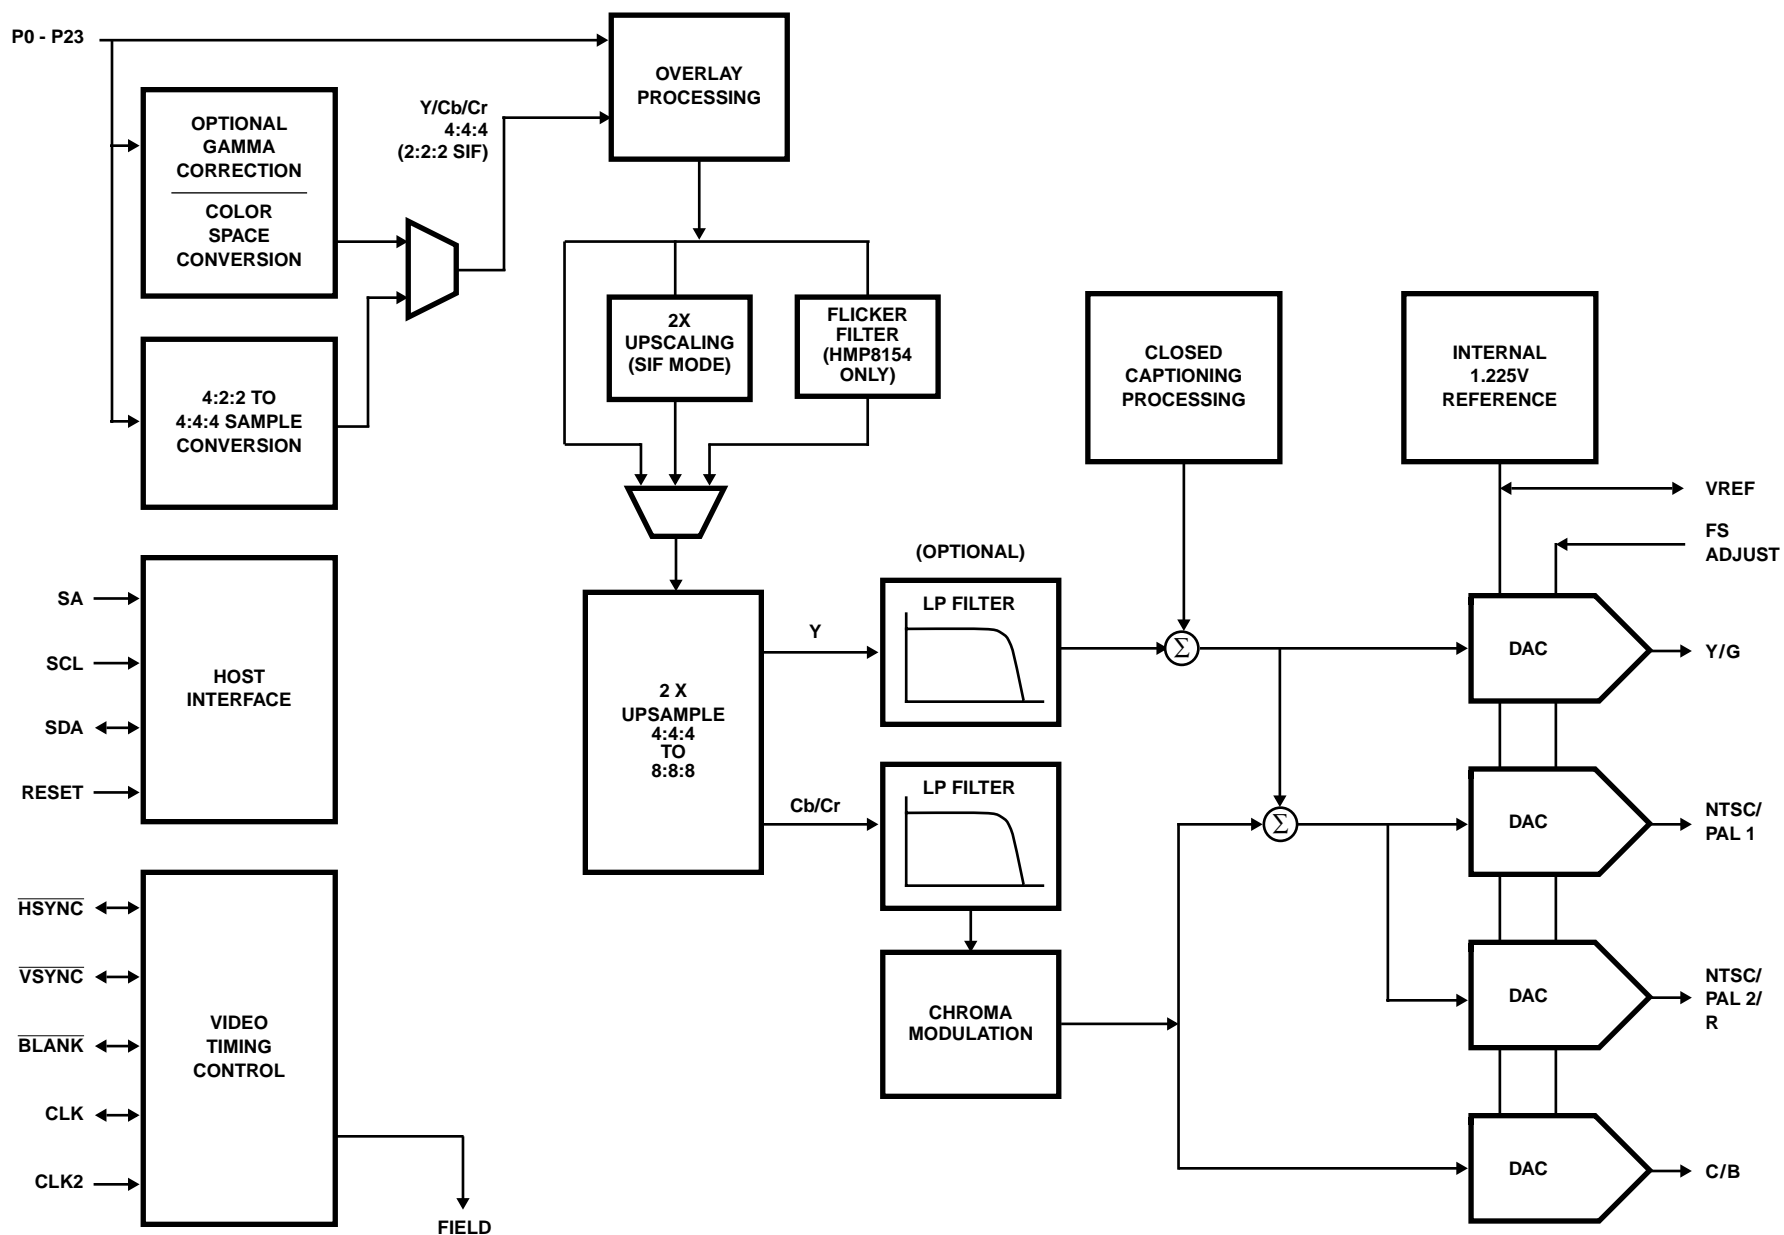 P0 - P23
OVERLAY
PROCESSING
OPTIONAL
GAMMA
CORRECTION
COLOR
SPACE
CONVERSION
Y/Cb/Cr
4:4:4
(2:2:2 SIF)
4:2:2 TO
4:4:4 SAMPLE
CONVERSION
2X
UPSCALING
(SIF MODE)
FLICKER
FILTER
(HMP8154
ONLY)
CLOSED
CAPTIONING
PROCESSING
INTERNAL
1.225V
REFERENCE
VREF
FS
ADJUST
SA
SCL
SDA
RESET
HOST
INTERFACE
2 X
UPSAMPLE
4:4:4
TO
8:8:8
Y
Cb/Cr
(OPTIONAL)
LP FILTER
LP FILTER
CHROMA
MODULATION
Σ
Σ
DAC
Y/G
DAC
NTSC/
PAL 1
DAC
NTSC/
PAL 2/
R
DAC
C/B
HSYNC
VSYNC
BLANK
CLK
CLK2
VIDEO
TIMING
CONTROL
FIELD